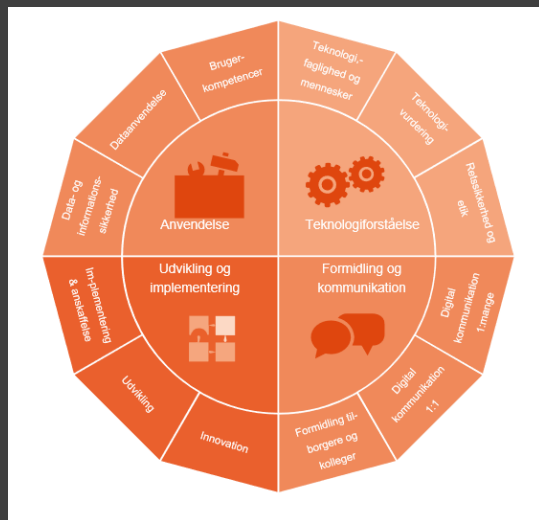 Bruger-
kompetencer
Teknologi,-
faglighed og
mennesker
Teknologi-
vurdering
Retssikkerhed og
etik
Digital
kommunikation
1:mange
Digital
kommunikation
1:1
Formidling til-
borgere og
kolleger
Innovation
Udvikling
Im-plementering
& anskaffelse
Data- og
informations-
sikkerhed
Dataanvendelse
Anvendelse
Teknologiforståelse
Udvikling og
implementering
Formidling og
kommunikation